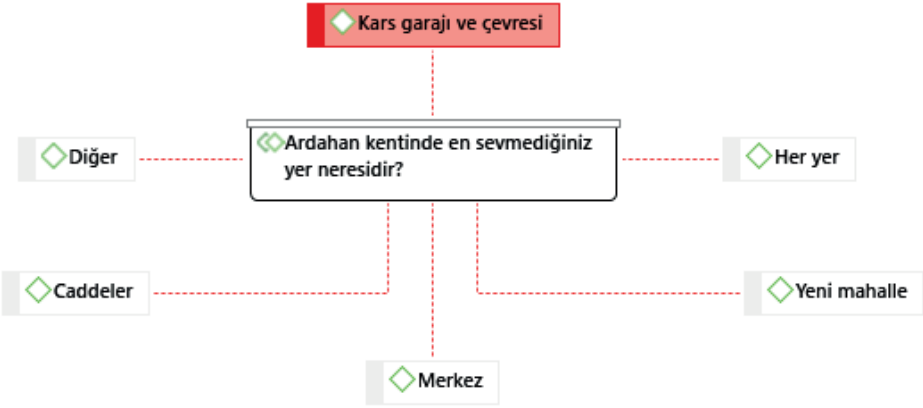 Kars garajı ve çevresi
Ardahan kentinde en sevmediğiniz
yer neresidir?
Diğer
Her yer
Caddeler
Yeni mahalle
Merkez